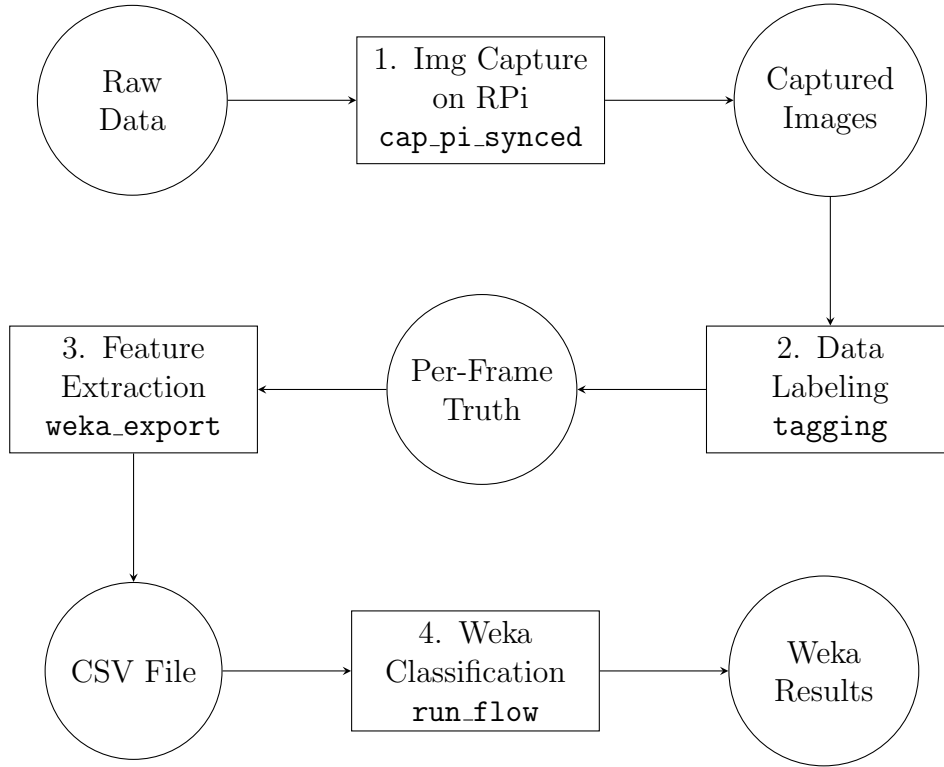 Raw
Data
1. Img Capture
on RPi
cap_pi_synced
Captured
Images
2. Data
Labeling
tagging
Per-Frame
Truth
3. Feature
Extraction
weka_export
CSV File
4. Weka
Classification
run_flow
Weka
Results